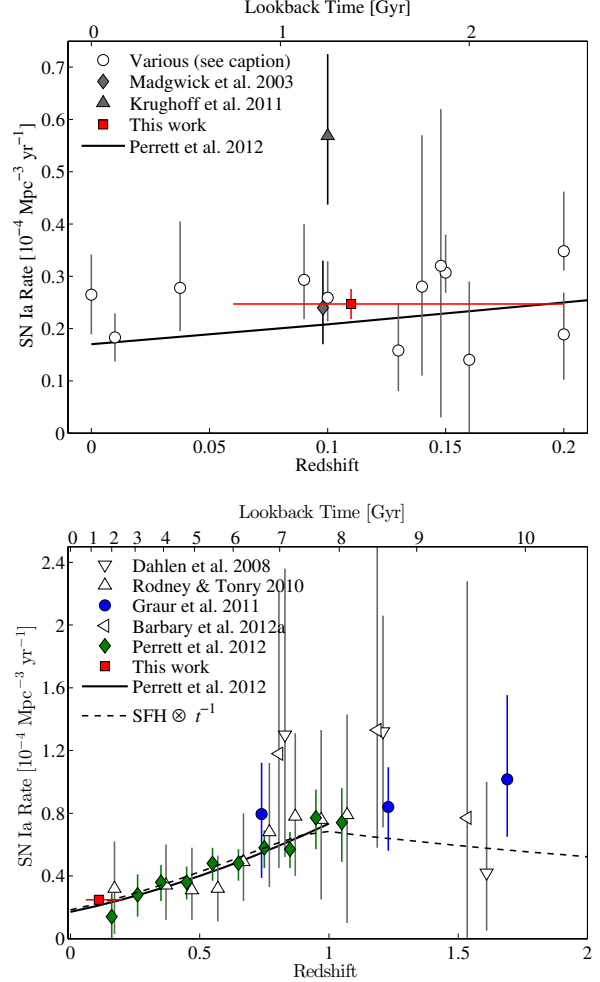 Lookback Time [Gyr]
0 1 2
0.7
0.6
0.5
0.4
0.3
0.2
0.1
0
SN Ia Rate [10⁻⁴ Mpc⁻³ yr⁻¹]
Various (see caption)
Madgwick et al. 2003
Krughoff et al. 2011
This work
Perrett et al. 2012
0 0.05 0.1 0.15 0.2
Redshift
Lookback Time [Gyr]
0 1 2 3 4 5 6 7 8 9 10
2.4
2
1.6
1.2
0.8
0.4
0
SN Ia Rate [10⁻⁴ Mpc⁻³ yr⁻¹]
Dahlen et al. 2008
Rodney & Tonry 2010
Graur et al. 2011
Barbary et al. 2012a
Perrett et al. 2012
This work
Perrett et al. 2012
SFH ⊗ t⁻¹
0 0.5 1 1.5 2
Redshift